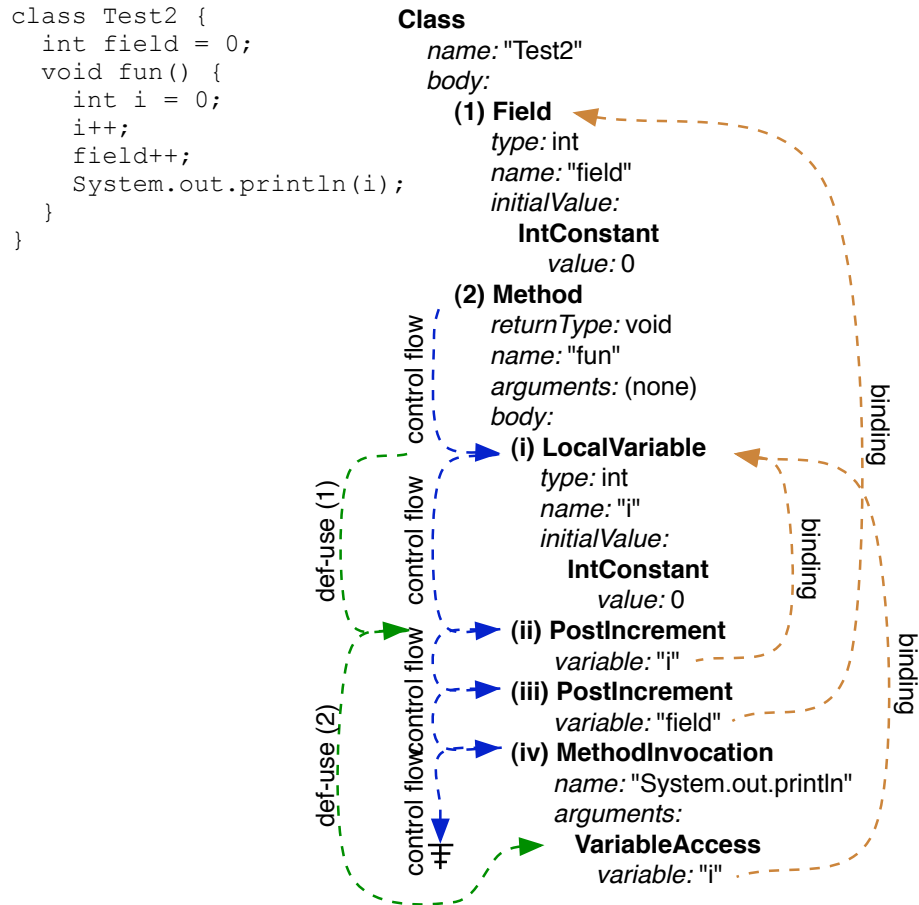 class Test2 {
  int field = 0;
  void fun() {
    int i = 0;
    i++;
    field++;
    System.out.println(i);
  }
}
Class
name: "Test2"
body:
(1) Field
type: int
name: "field"
initialValue:
IntConstant
value: 0
(2) Method
returnType: void
name: "fun"
arguments: (none)
body:
(i) LocalVariable
type: int
name: "i"
initialValue:
IntConstant
value: 0
(ii) PostIncrement
variable: "i"
(iii) PostIncrement
variable: "field"
(iv) MethodInvocation
name: "System.out.println"
arguments:
VariableAccess
variable: "i"
control flow
control flow
control flow
control flow
def-use (1)
def-use (2)
binding
binding
binding